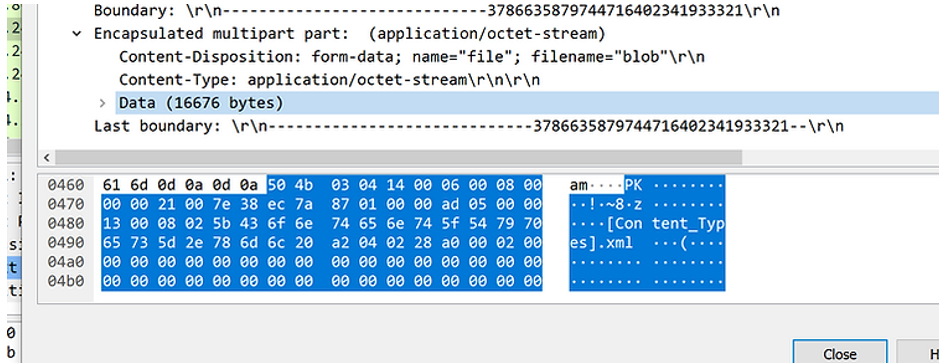 Boundary: \r\n---------------------------37866358797444716402341933321\r\n
Encapsulated multipart part: (application/octet-stream)
Content-Disposition: form-data; name="file"; filename="blob"\r\n
Content-Type: application/octet-stream\r\n\r\n
Data (16676 bytes)
Last boundary: \r\n---------------------------37866358797444716402341933321--\r\n
0460 61 6d 0d 0a 0d 0a 50 4b 03 04 14 00 06 00 08 00 am····PK ········
0470 00 00 21 00 7e 38 ec 7a 87 01 00 00 ad 05 00 00 ··!·~8·z ········
0480 13 00 08 02 5b 43 6f 6e 74 65 6e 74 5f 54 79 70 ····[Con tent_Typ
0490 65 73 5d 2e 78 6d 6c 20 a2 04 02 28 a0 00 02 00 es].xml ···(····
04a0 00 00 00 00 00 00 00 00 00 00 00 00 00 00 00 00 ········ ········
04b0 00 00 00 00 00 00 00 00 00 00 00 00 00 00 00 00 ········ ········
Close